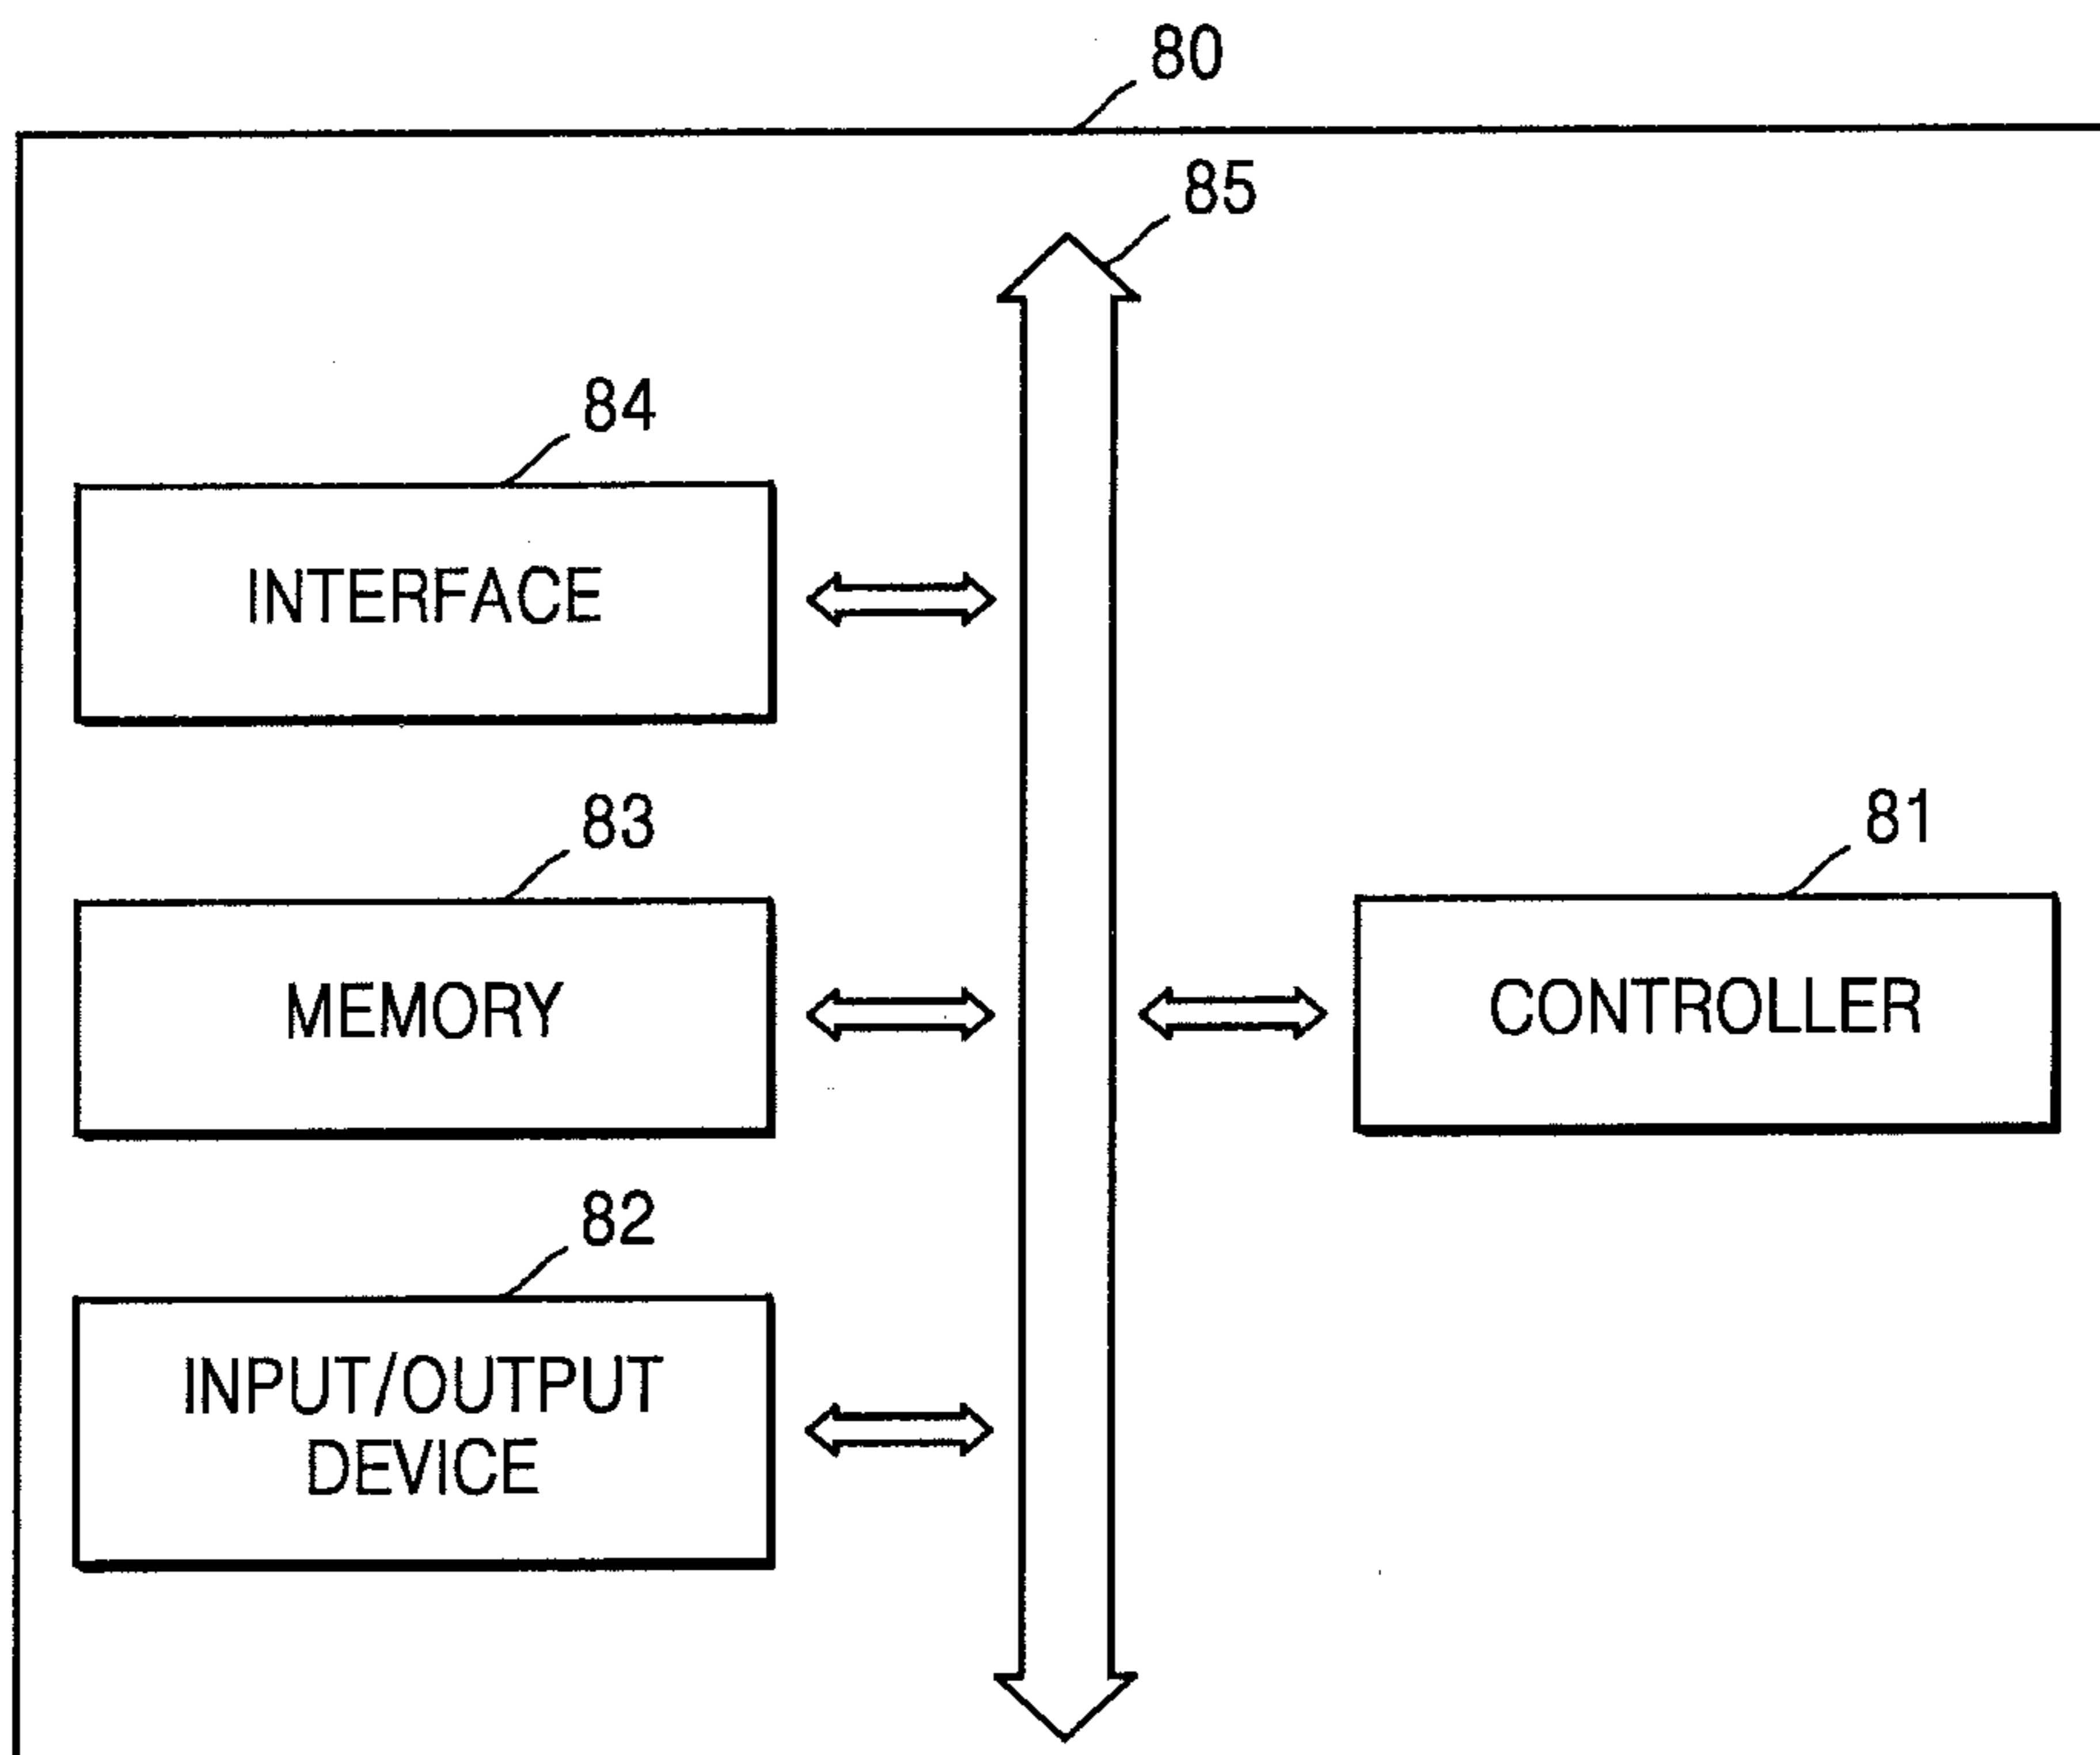 80
85
84
INTERFACE
83
81
MEMORY
CONTROLLER
82
INPUT/OUTPUT
DEVICE